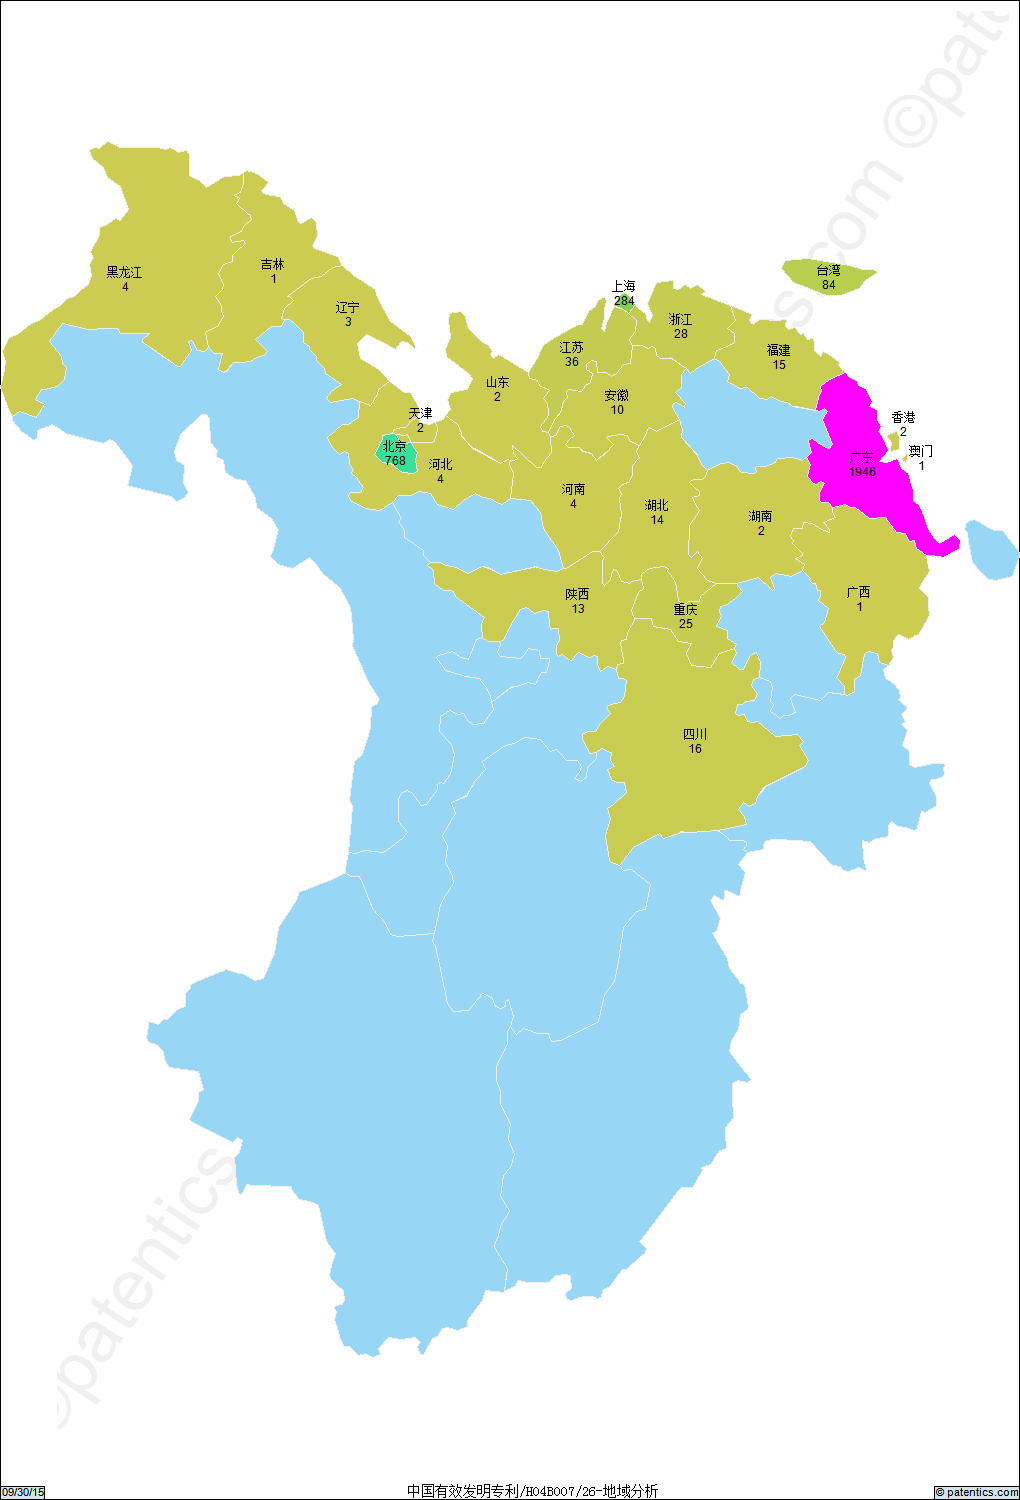 ©patentics.com ©pate
黑龙江
4
吉林
1
辽宁
3
上海
284
台湾
84
浙江
28
江苏
36
福建
15
山东
2
安徽
10
天津
2
香港
2
北京
768
河北
4
澳门
1
广东
1946
河南
4
湖北
14
湖南
2
陕西
13
重庆
25
广西
1
四川
16
09/30/15
中国有效发明专利/H04B007/26-地域分析
© patentics.com